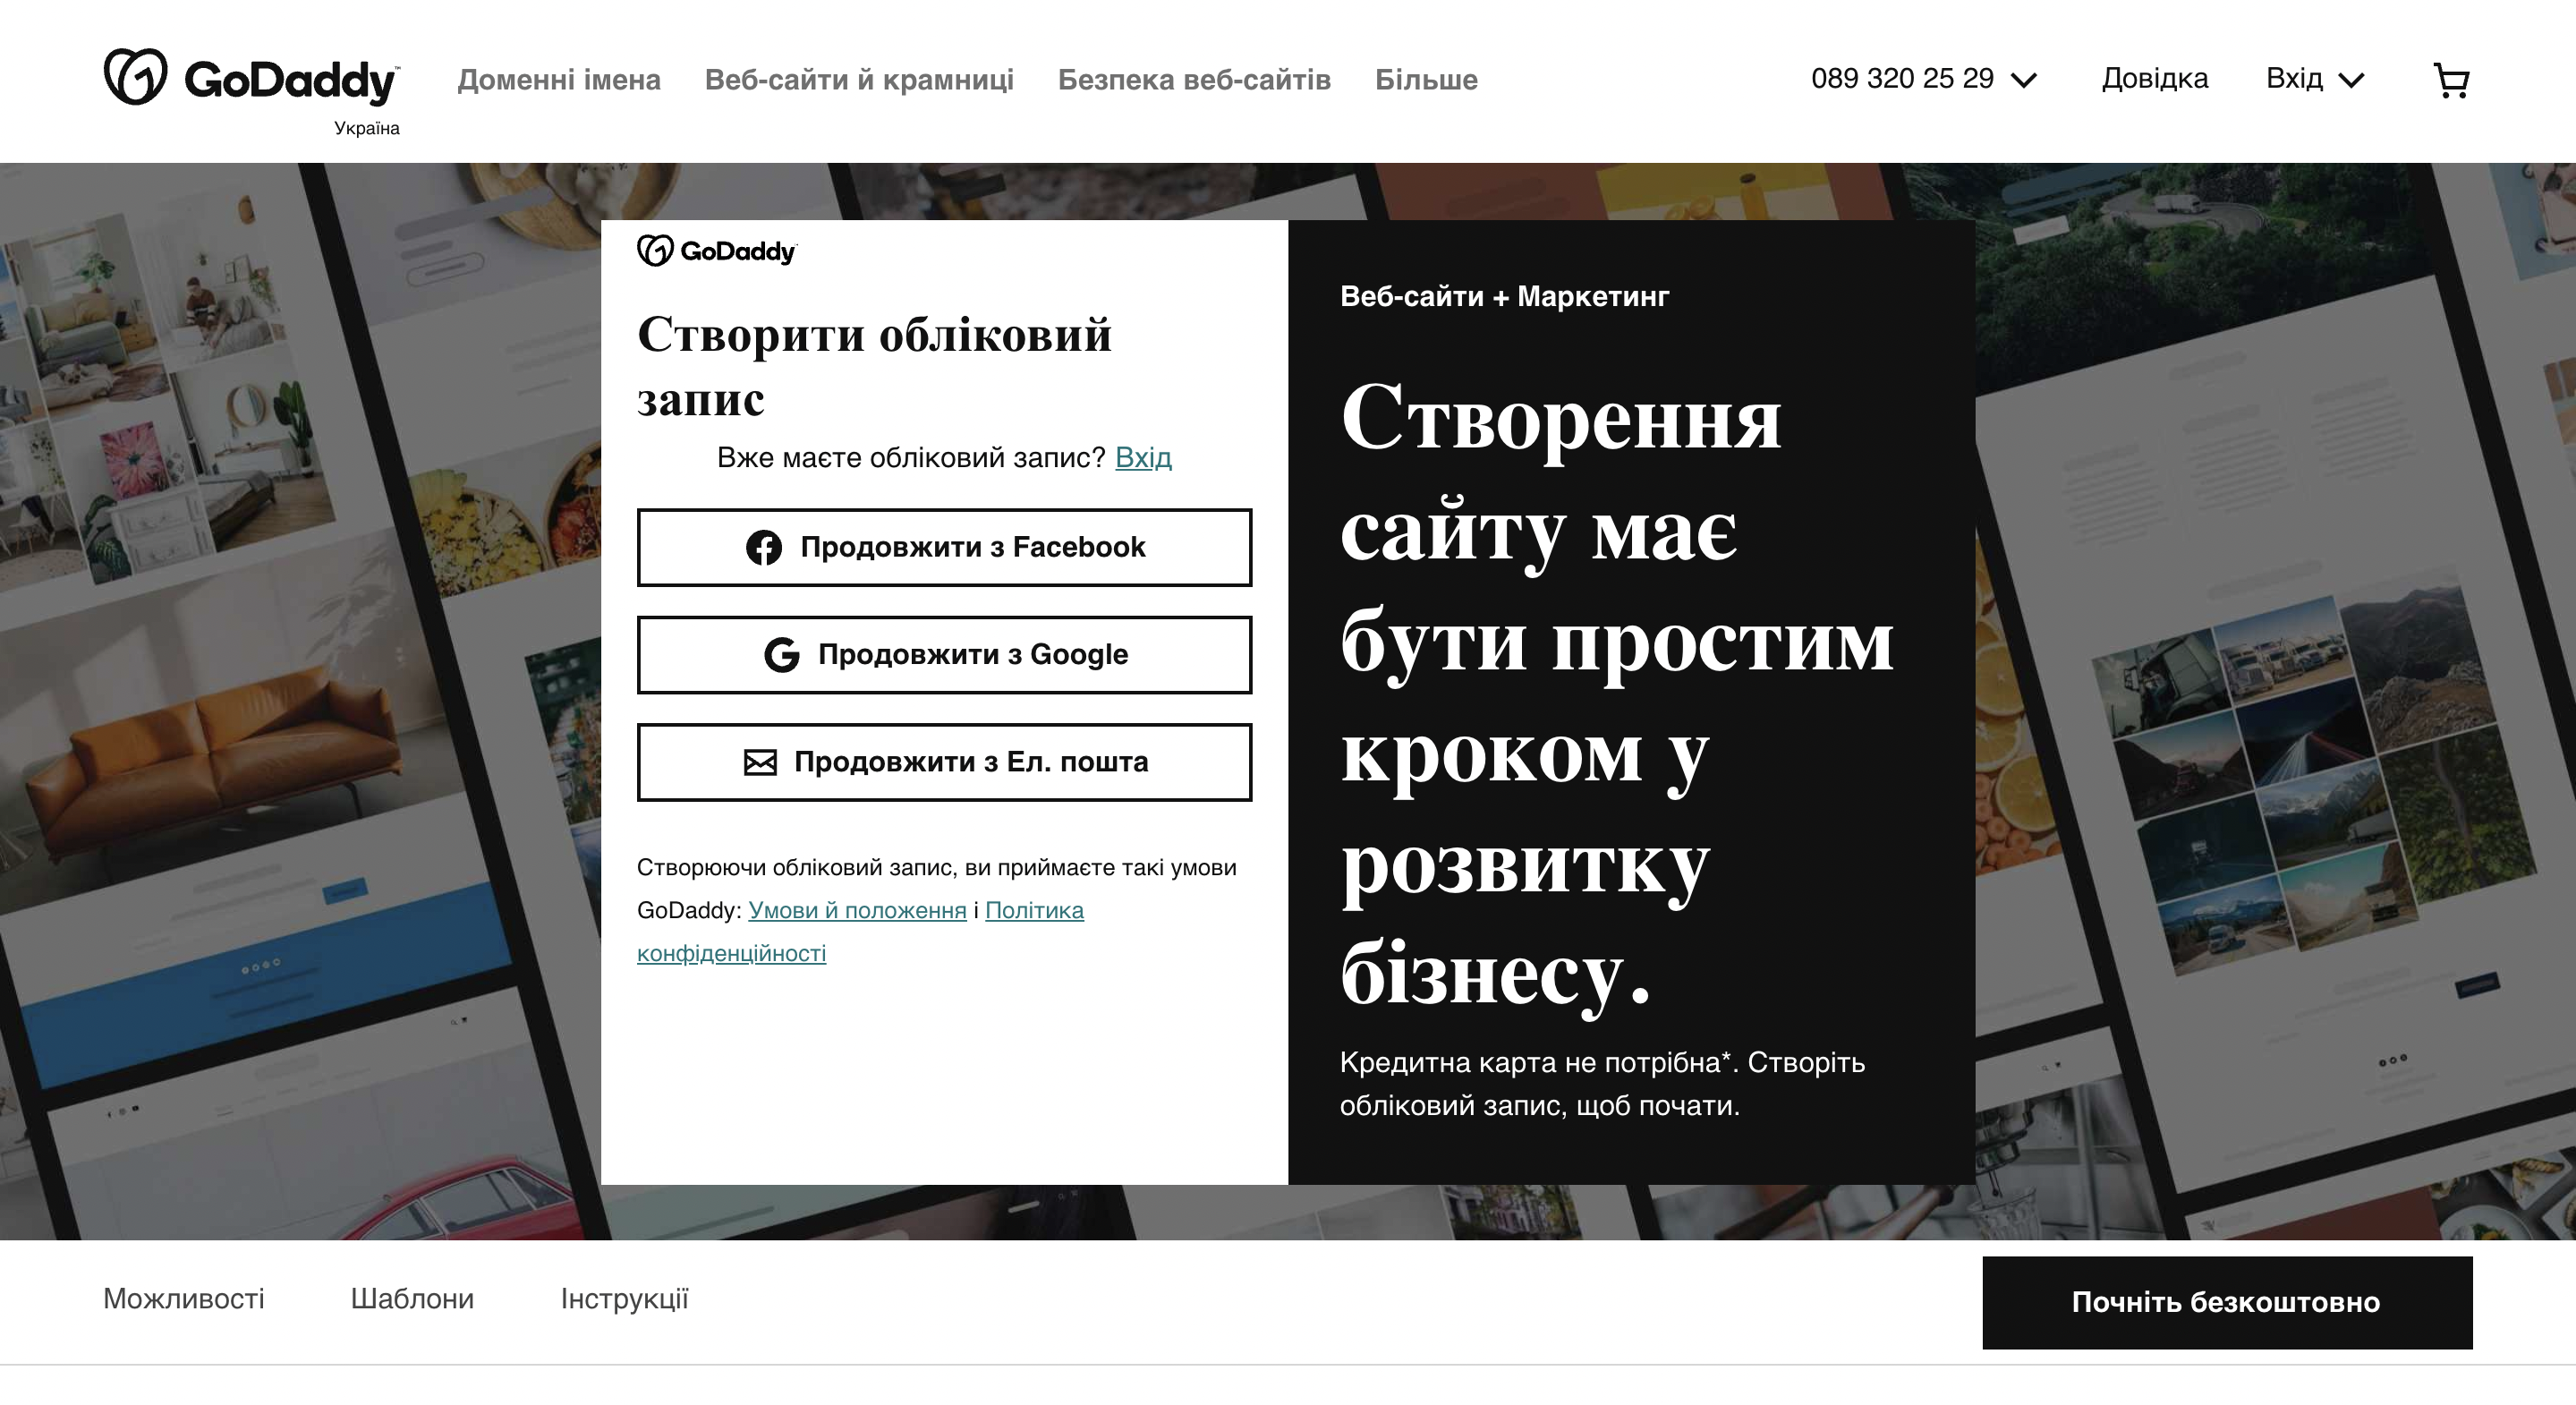 GoDaddy
Україна
Доменні імена
Веб-сайти й крамниці
Безпека веб-сайтів
Більше
089 320 25 29
Довідка
Вхід
GoDaddy
Створити обліковий
запис
Вже маєте обліковий запис? Вхід
Продовжити з Facebook
Продовжити з Google
Продовжити з Ел. пошта
Створюючи обліковий запис, ви приймаєте такі умови
GoDaddy: Умови й положення і Політика
конфіденційності
Веб-сайти + Маркетинг
Створення
сайту має
бути простим
кроком у
розвитку
бізнесу.
Кредитна карта не потрібна*. Створіть
обліковий запис, щоб почати.
Можливості
Шаблони
Інструкції
Почніть безкоштовно